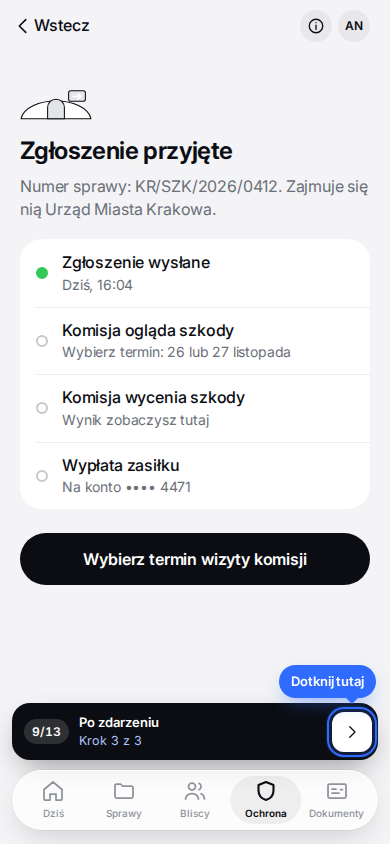 Wstecz
AN
Zgłoszenie przyjęte
Numer sprawy: KR/SZK/2026/0412. Zajmuje się
nią Urząd Miasta Krakowa.
Zgłoszenie wysłane
Dziś, 16:04
Komisja ogląda szkody
Wybierz termin: 26 lub 27 listopada
Komisja wycenia szkody
Wynik zobaczysz tutaj
Wypłata zasiłku
Na konto •••• 4471
Wybierz termin wizyty komisji
Dotknij tutaj
9/13
Po zdarzeniu
Krok 3 z 3
Dziś
Sprawy
Bliscy
Ochrona
Dokumenty